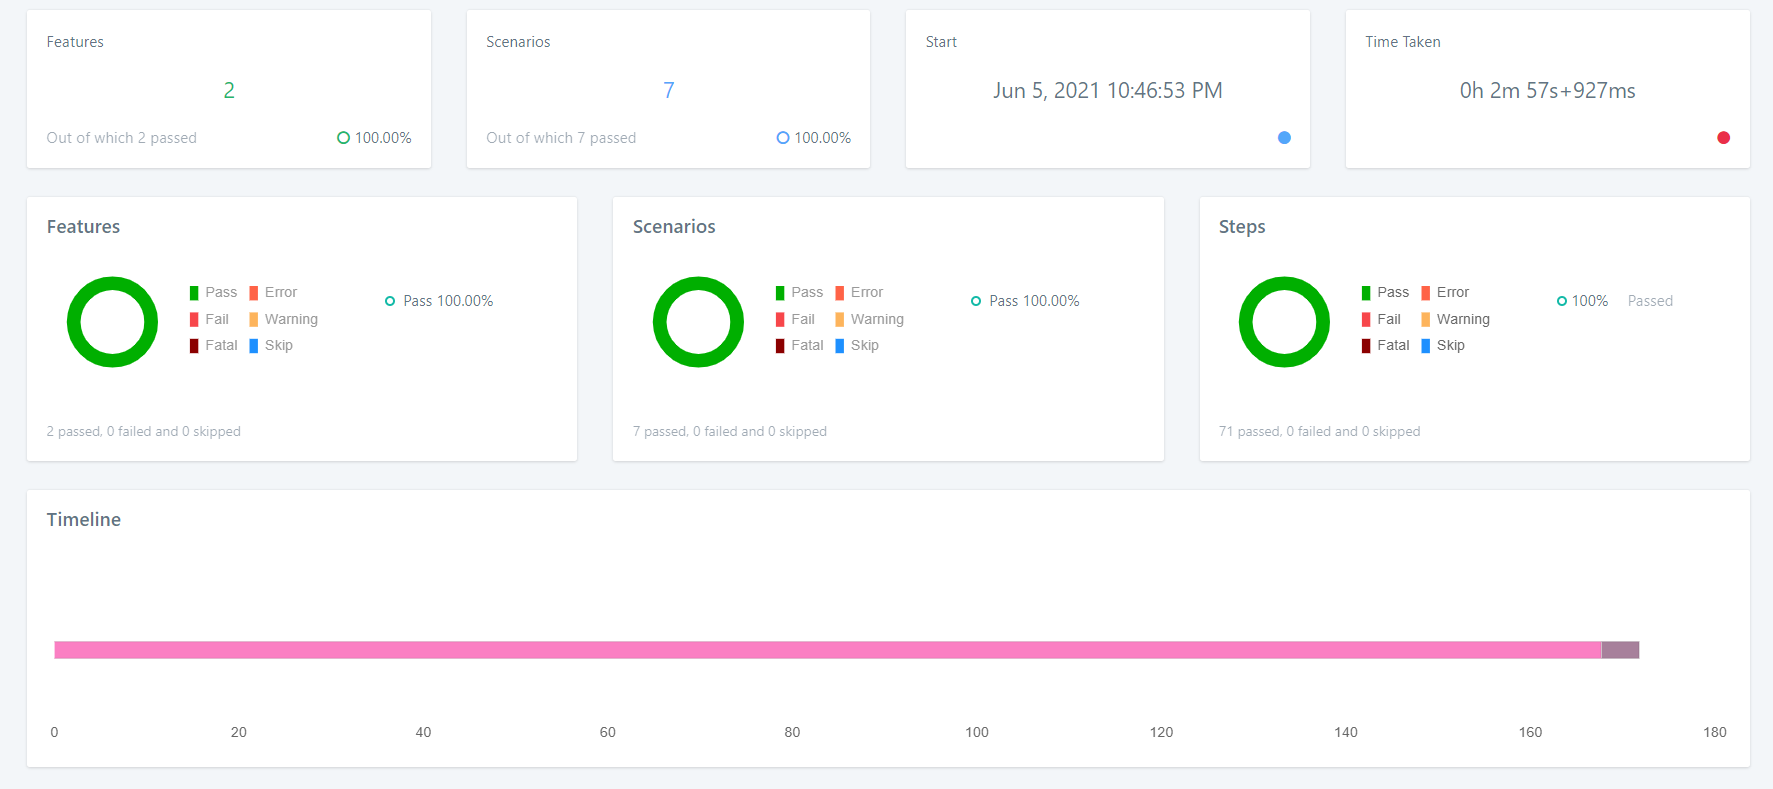 Features
2
Out of which 2 passed
100.00%
Scenarios
7
Out of which 7 passed
100.00%
Start
Jun 5, 2021 10:46:53 PM
Time Taken
0h 2m 57s+927ms
Features
Pass Error
Fail Warning
Fatal Skip
Pass 100.00%
2 passed, 0 failed and 0 skipped
Scenarios
Pass Error
Fail Warning
Fatal Skip
Pass 100.00%
7 passed, 0 failed and 0 skipped
Steps
Pass Error
Fail Warning
Fatal Skip
100% Passed
71 passed, 0 failed and 0 skipped
Timeline
0 20 40 60 80 100 120 140 160 180